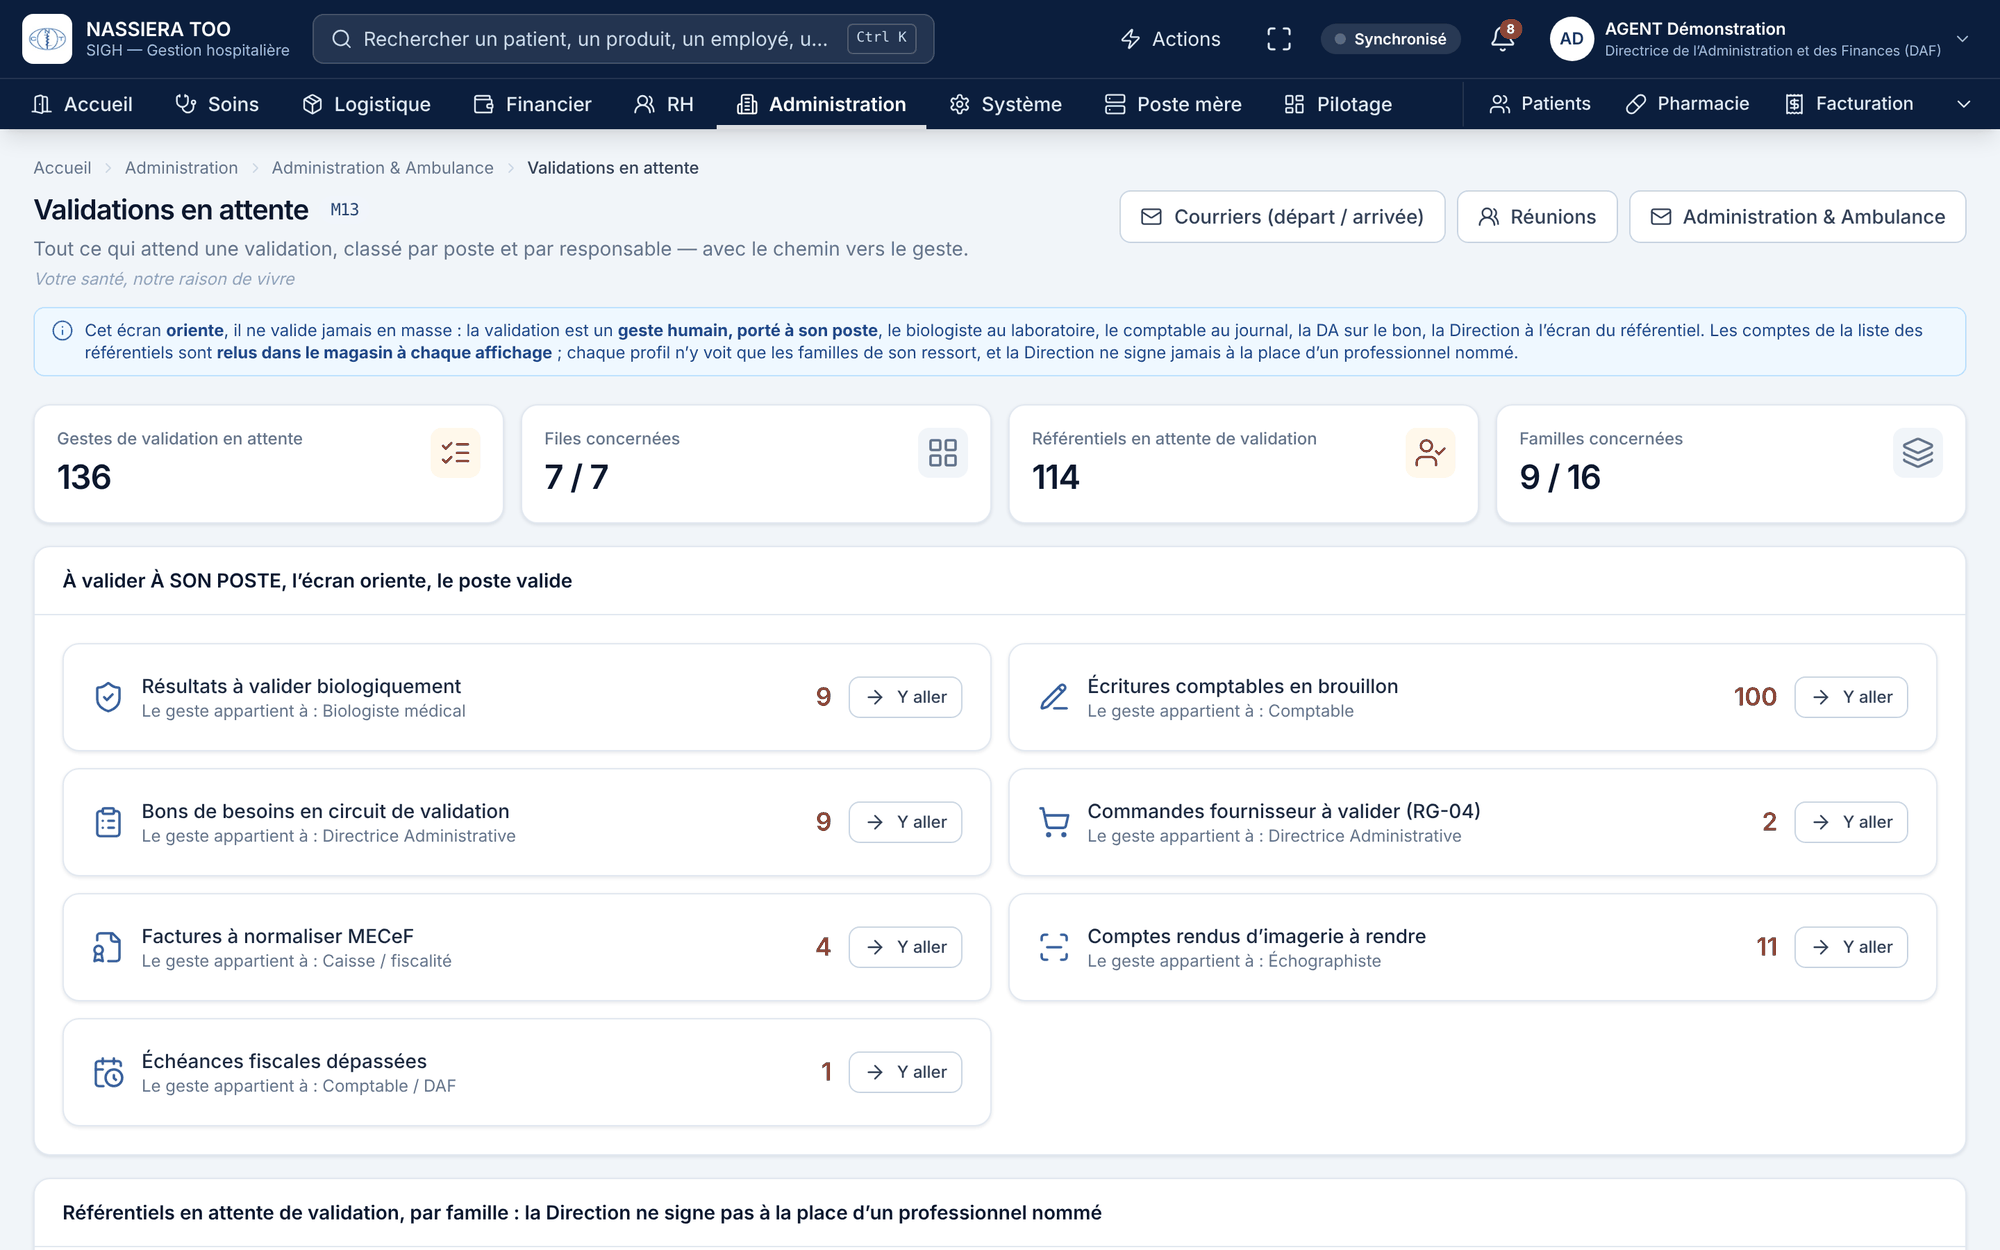 NASSIERA TOO
SIGH — Gestion hospitalière
Rechercher un patient, un produit, un employé, u...
Ctrl K
Actions
Synchronisé
8
AD
AGENT Démonstration
Directrice de l'Administration et des Finances (DAF)
Accueil
Soins
Logistique
Financier
RH
Administration
Système
Poste mère
Pilotage
Patients
Pharmacie
Facturation
Accueil > Administration > Administration & Ambulance > Validations en attente
Validations en attente M13
Tout ce qui attend une validation, classé par poste et par responsable — avec le chemin vers le geste.
Votre santé, notre raison de vivre
Courriers (départ / arrivée)
Réunions
Administration & Ambulance
Cet écran oriente, il ne valide jamais en masse : la validation est un geste humain, porté à son poste, le biologiste au laboratoire, le comptable au journal, la DA sur le bon, la Direction à l'écran du référentiel. Les comptes de la liste des
référentiels sont relus dans le magasin à chaque affichage ; chaque profil n'y voit que les familles de son ressort, et la Direction ne signe jamais à la place d'un professionnel nommé.
Gestes de validation en attente
136
Files concernées
7 / 7
Référentiels en attente de validation
114
Familles concernées
9 / 16
À valider À SON POSTE, l'écran oriente, le poste valide
Résultats à valider biologiquement
Le geste appartient à : Biologiste médical
9
Y aller
Écritures comptables en brouillon
Le geste appartient à : Comptable
100
Y aller
Bons de besoins en circuit de validation
Le geste appartient à : Directrice Administrative
9
Y aller
Commandes fournisseur à valider (RG-04)
Le geste appartient à : Directrice Administrative
2
Y aller
Factures à normaliser MECeF
Le geste appartient à : Caisse / fiscalité
4
Y aller
Comptes rendus d'imagerie à rendre
Le geste appartient à : Échographiste
11
Y aller
Échéances fiscales dépassées
Le geste appartient à : Comptable / DAF
1
Y aller
Référentiels en attente de validation, par famille : la Direction ne signe pas à la place d'un professionnel nommé